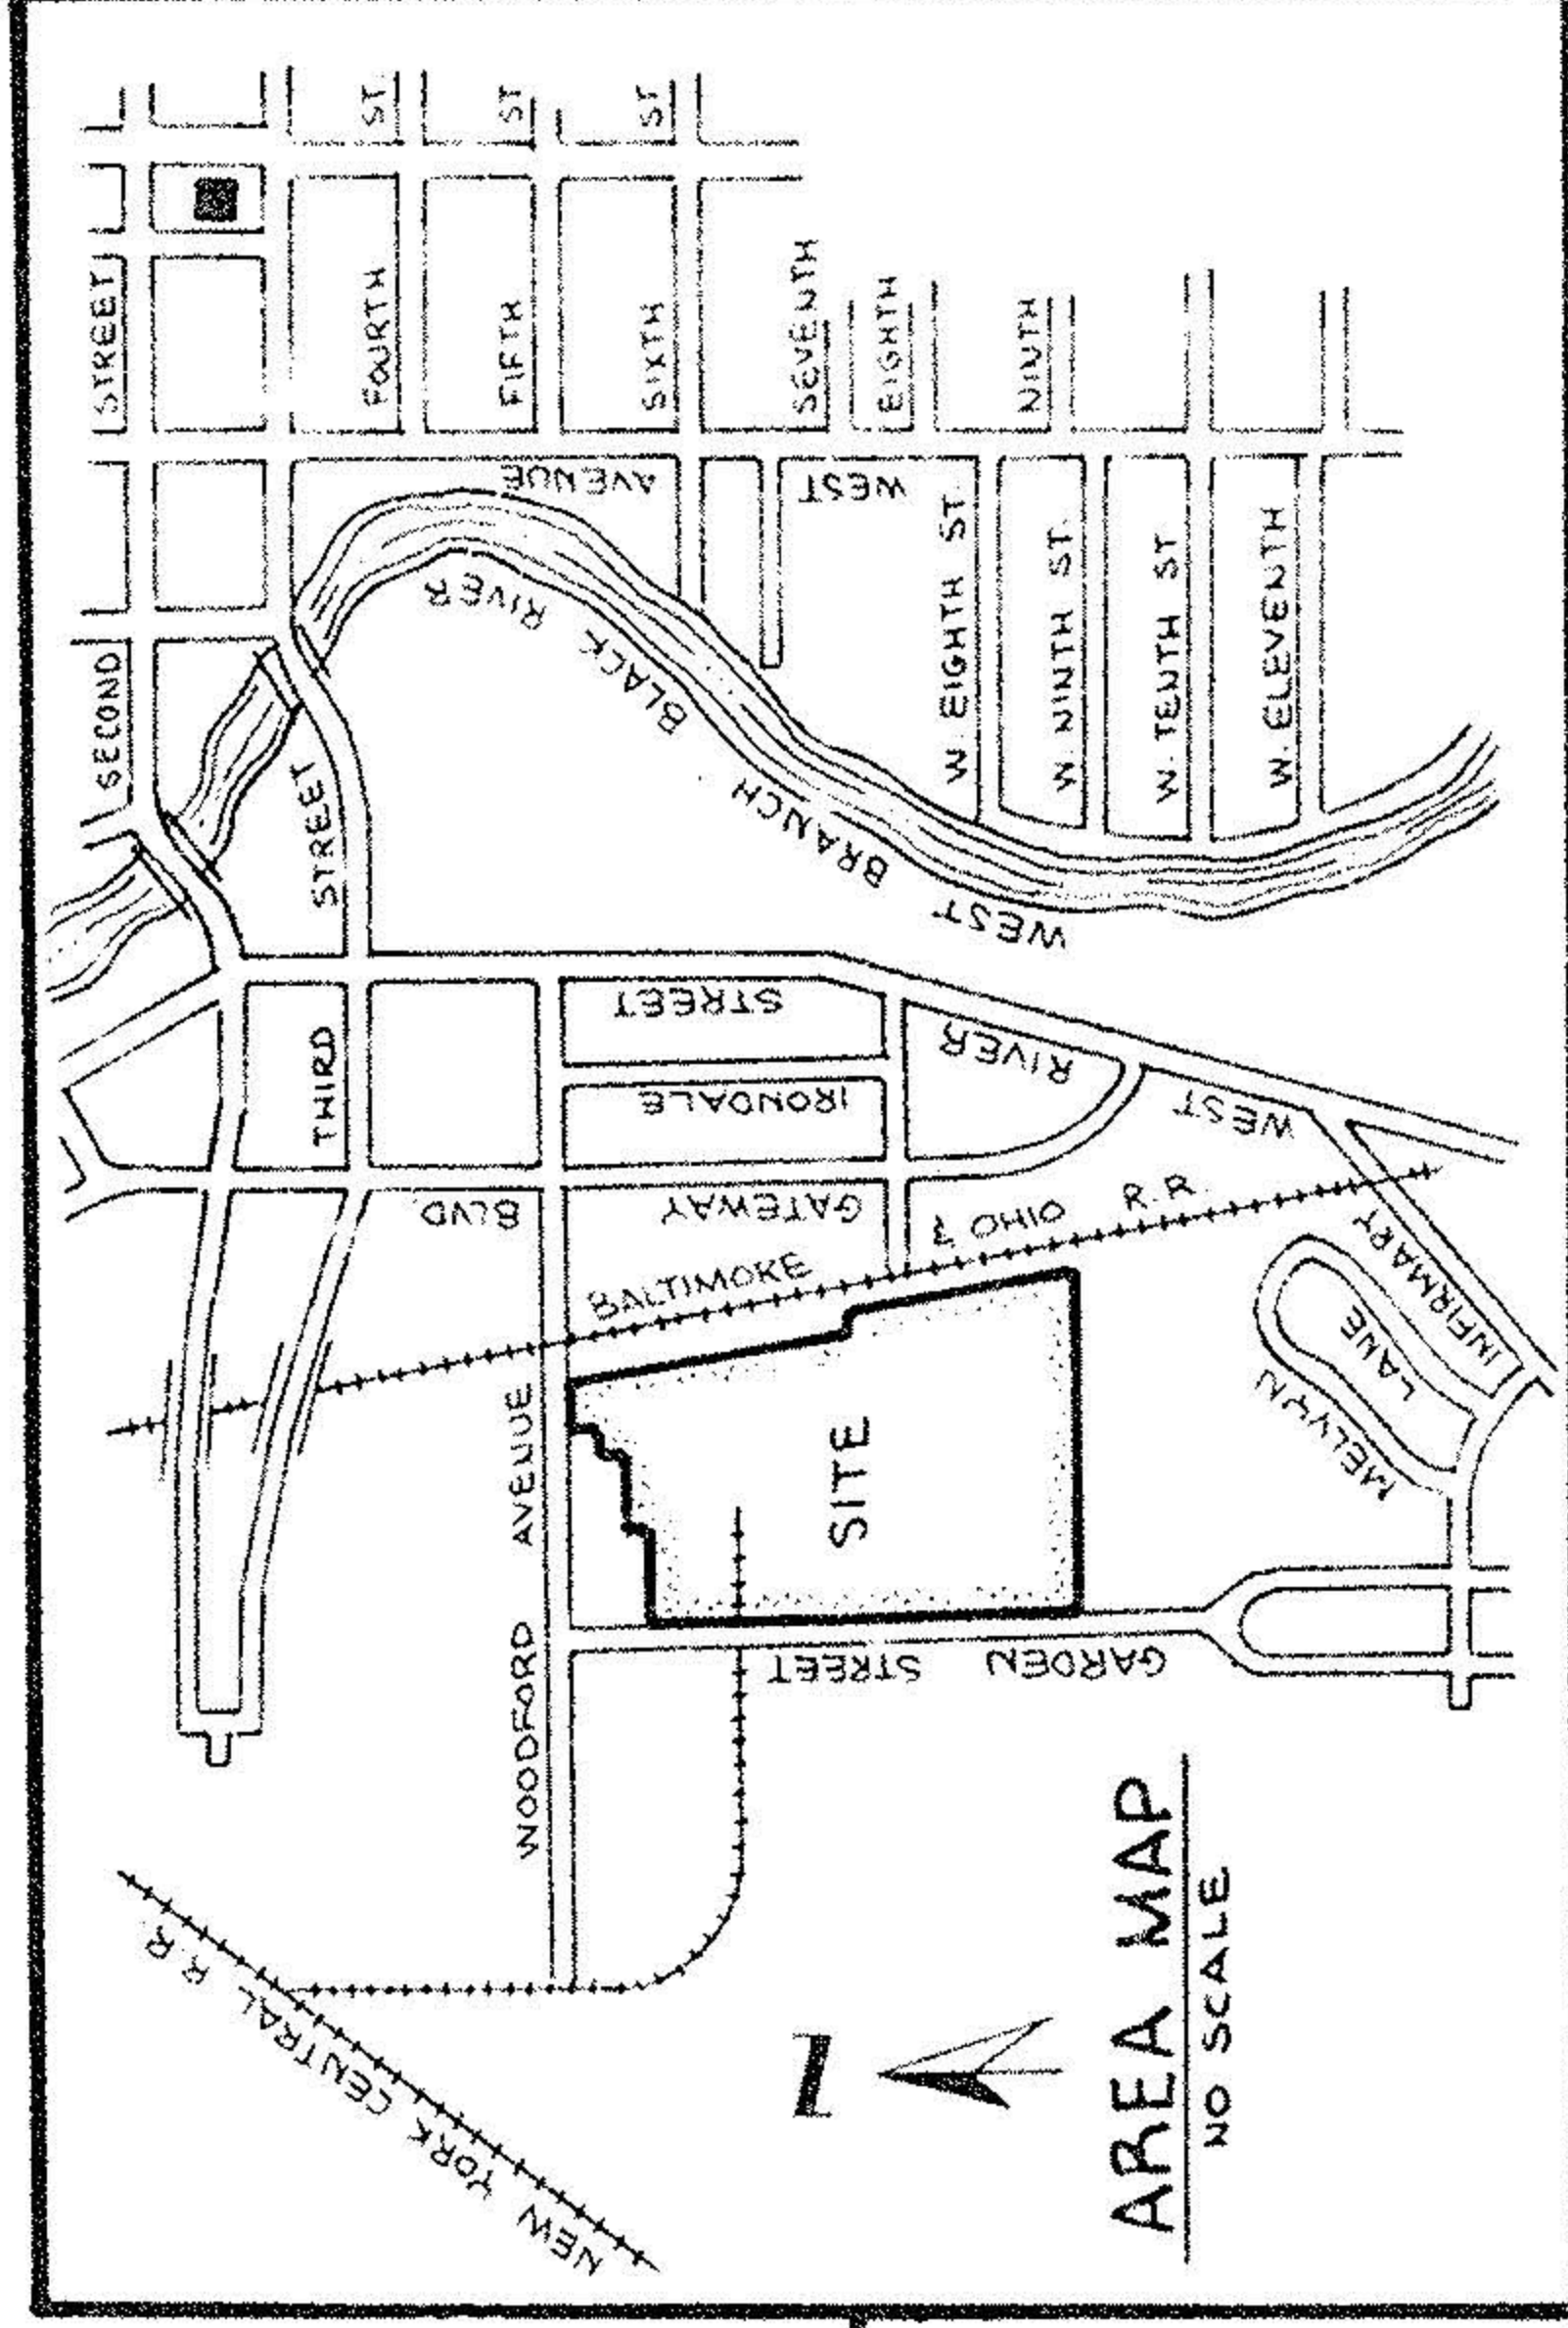 SECOND STREET
THIRD STREET
FOURTH ST
FIFTH ST
SIXTH ST
SEVENTH
EIGHTH
NINTH
WEST AVENUE
W. EIGHTH ST
W. NINTH ST.
W. TENTH ST
W. ELEVENTH
WEST BRANCH BLACK RIVER
WEST RIVER STREET
IRONDALE
GATEWAY BLVD.
BALTIMORE & OHIO R.R.
INFIRMARY
MELVYN LANE
WOODFORD AVENUE
SITE
GARDEN STREET
NEW YORK CENTRAL R.R.
N
AREA MAP
NO SCALE